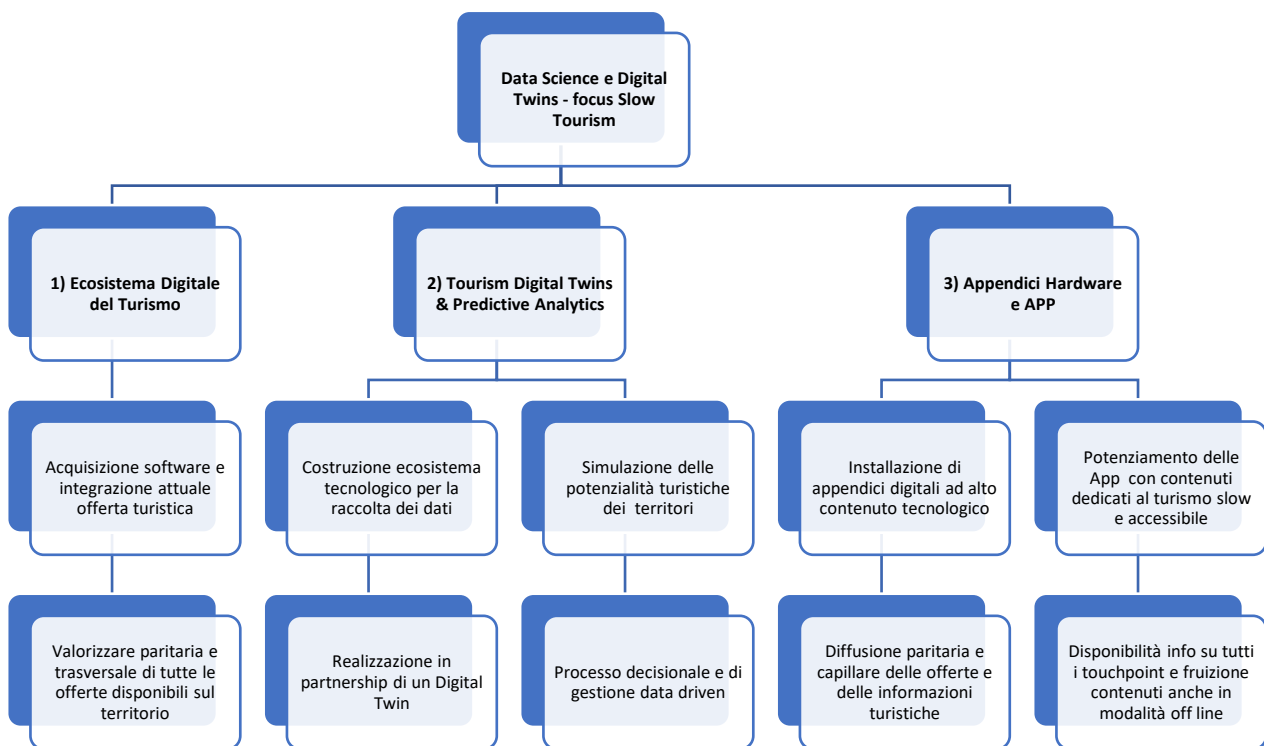 Data Science e Digital
Twins - focus Slow
Tourism
1) Ecosistema Digitale
del Turismo
2) Tourism Digital Twins
& Predictive Analytics
3) Appendici Hardware
e APP
Acquisizione software e
integrazione attuale
offerta turistica
Costruzione ecosistema
tecnologico per la
raccolta dei dati
Simulazione delle
potenzialità turistiche
dei territori
Installazione di
appendici digitali ad alto
contenuto tecnologico
Potenziamento delle
App con contenuti
dedicati al turismo slow
e accessibile
Valorizzare paritaria e
trasversale di tutte le
offerte disponibili sul
territorio
Realizzazione in
partnership di un Digital
Twin
Processo decisionale e di
gestione data driven
Diffusione paritaria e
capillare delle offerte e
delle informazioni
turistiche
Disponibilità info su tutti
i touchpoint e fruizione
contenuti anche in
modalità off line